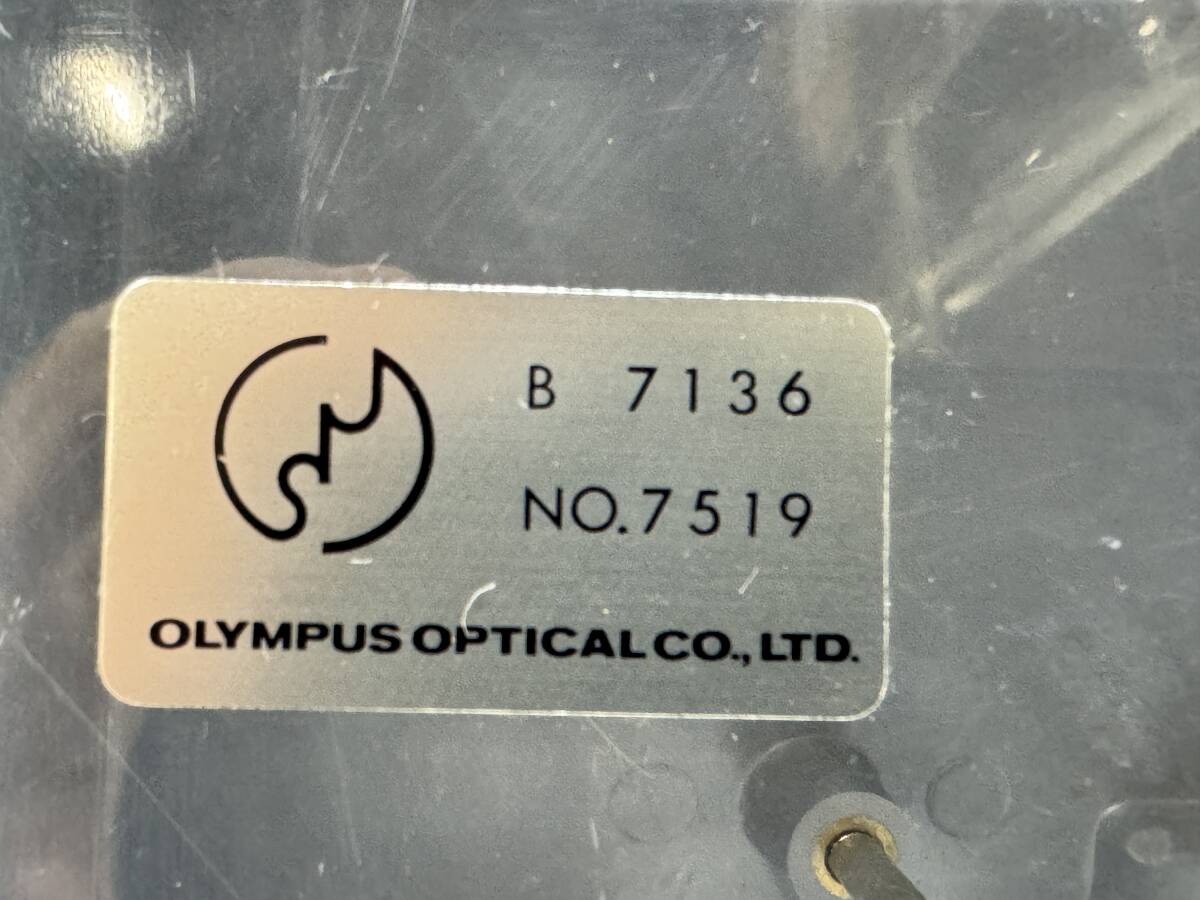 B 7136
NO.7519
OLYMPUS OPTICAL CO., LTD.